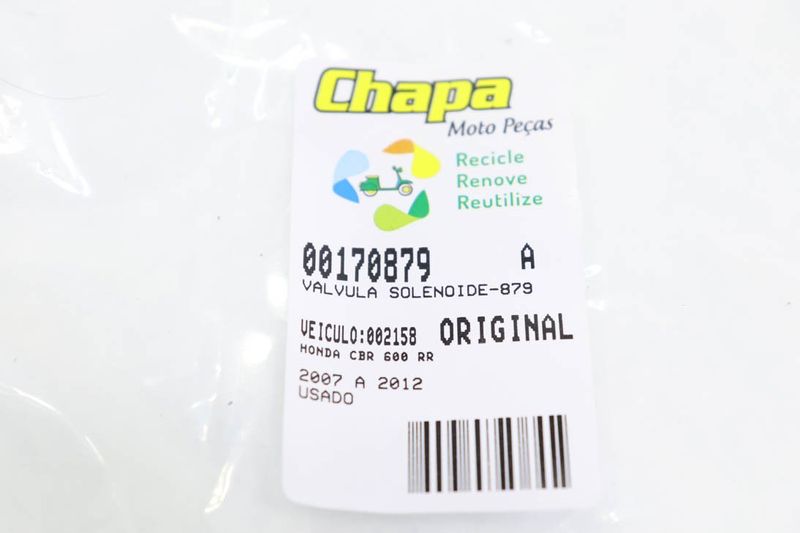 Chapa
Moto Peças
Recicle
Renove
Reutilize
00170879 A
VALVULA SOLENOIDE-879
VEICULO:002158 ORIGINAL
HONDA CBR 600 RR
2007 A 2012
USADO